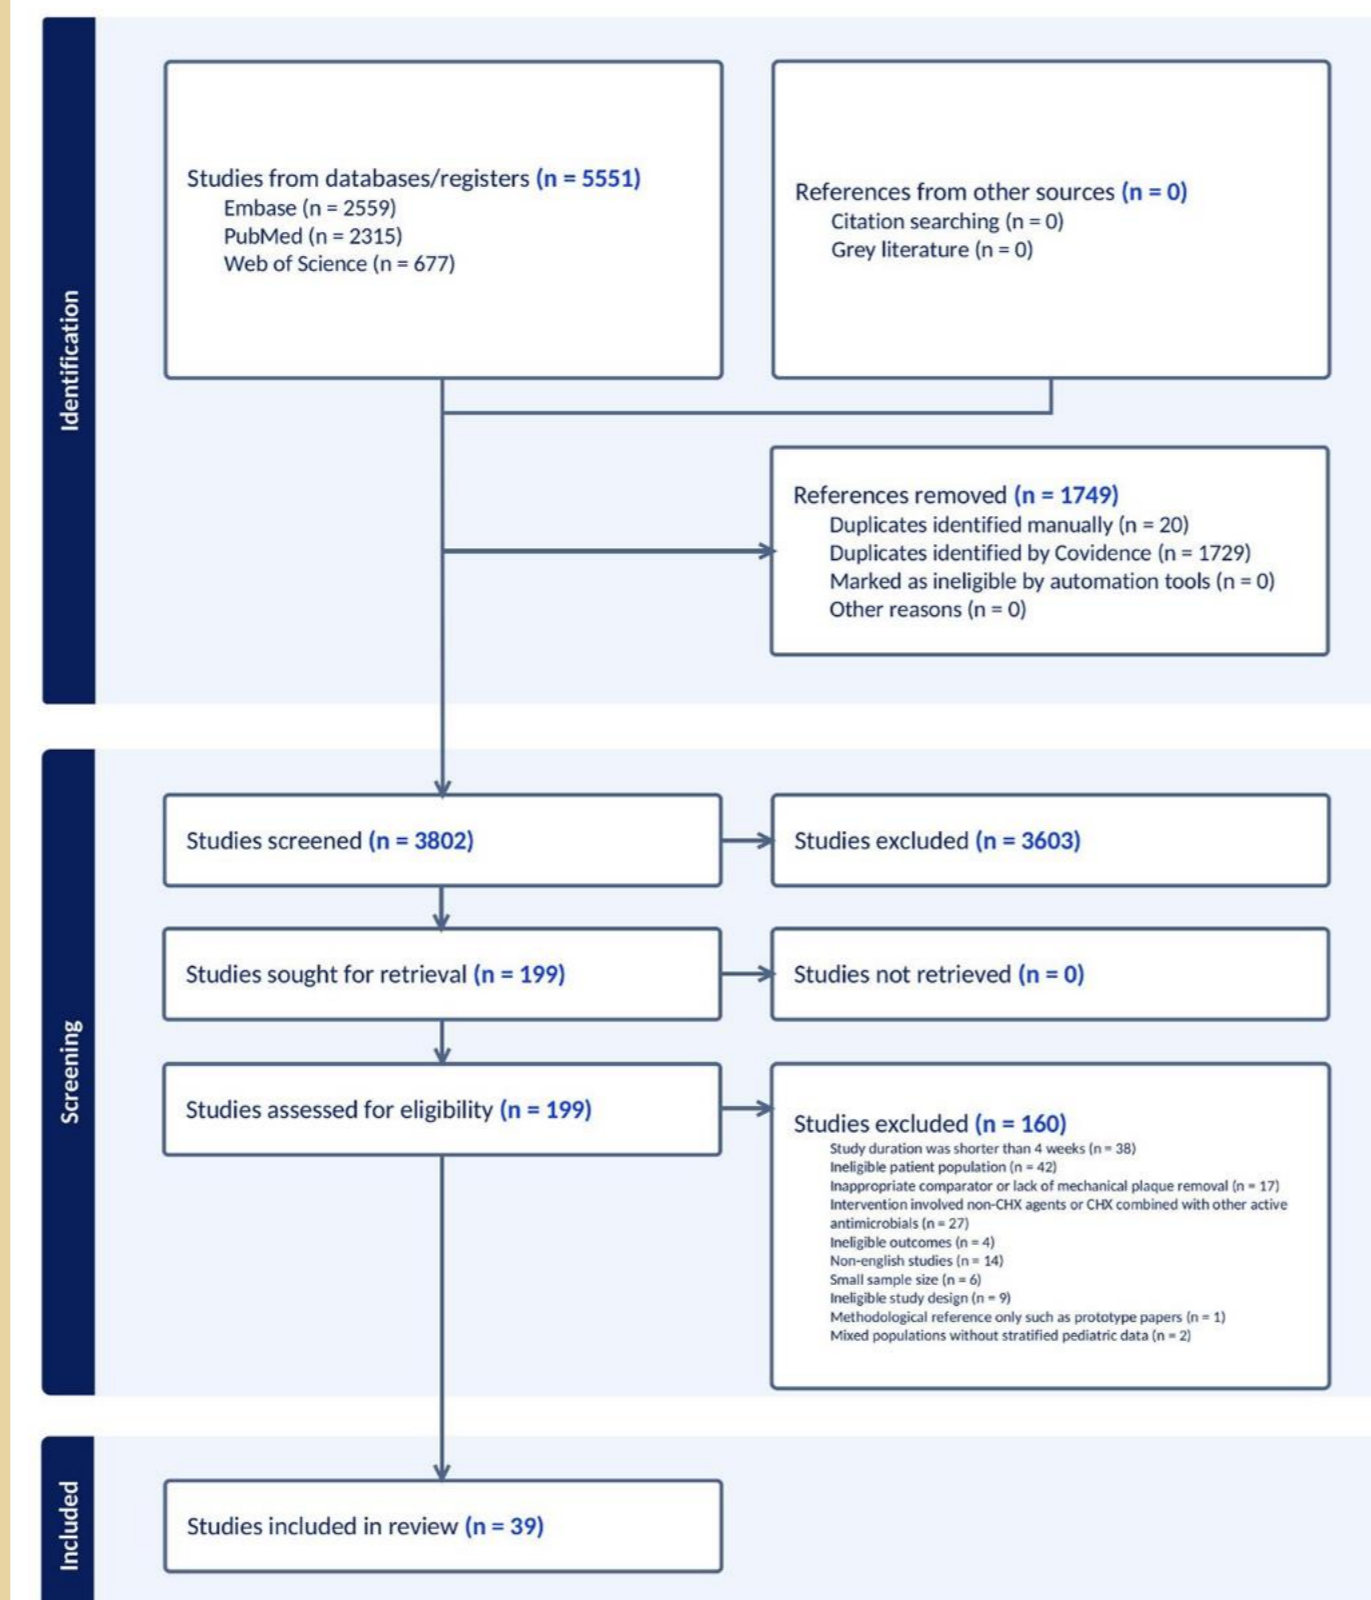 Identification
Studies from databases/registers (n = 5551)
Embase (n = 2559)
PubMed (n = 2315)
Web of Science (n = 677)
References from other sources (n = 0)
Citation searching (n = 0)
Grey literature (n = 0)
References removed (n = 1749)
Duplicates identified manually (n = 20)
Duplicates identified by Covidence (n = 1729)
Marked as ineligible by automation tools (n = 0)
Other reasons (n = 0)
Screening
Studies screened (n = 3802)
Studies excluded (n = 3603)
Studies sought for retrieval (n = 199)
Studies not retrieved (n = 0)
Studies assessed for eligibility (n = 199)
Studies excluded (n = 160)
Study duration was shorter than 4 weeks (n = 38)
Ineligible patient population (n = 42)
Inappropriate comparator or lack of mechanical plaque removal (n = 17)
Intervention involved non-CHX agents or CHX combined with other active
antimicrobials (n = 27)
Ineligible outcomes (n = 4)
Non-english studies (n = 14)
Small sample size (n = 6)
Ineligible study design (n = 9)
Methodological reference only such as prototype papers (n = 1)
Mixed populations without stratified pediatric data (n = 2)
Included
Studies included in review (n = 39)